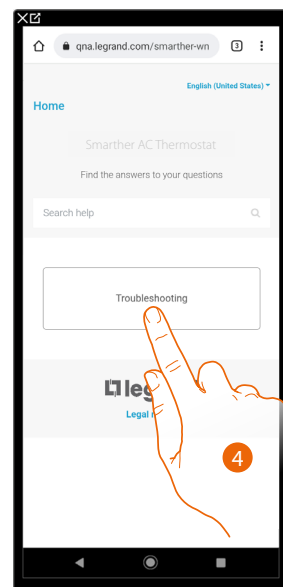 qna.legrand.com/smarther-wn
3
English (United States)
Home
Smarther AC Thermostat
Find the answers to your questions
Search help
Troubleshooting
Legal
4